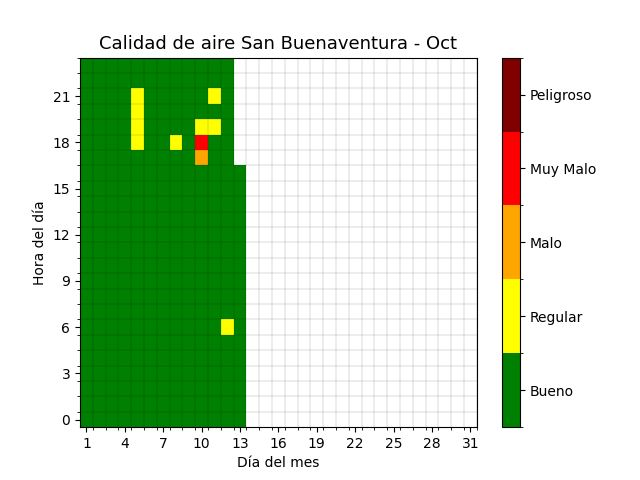 Calidad de aire San Buenaventura - Oct
Hora del día
21
18
15
12
9
6
3
0
1 4 7 10 13 16 19 22 25 28 31
Día del mes
Peligroso
Muy Malo
Malo
Regular
Bueno